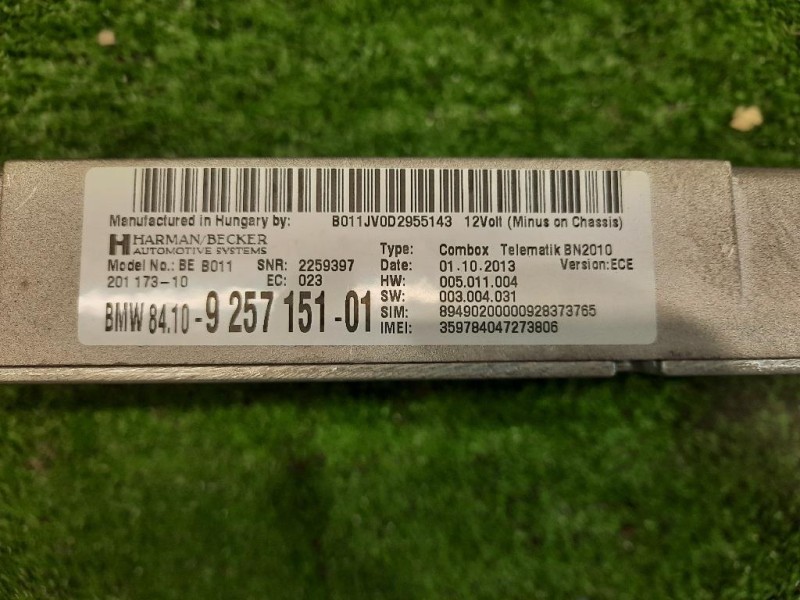 Manufactured in Hungary by: B011JV0D2955143 12Volt (Minus on Chassis)
HARMAN/BECKER
AUTOMOTIVE SYSTEMS
Type: Combox Telematik BN2010
Model No.: BE B011 SNR: 2259397 Date: 01.10.2013 Version: ECE
201 173-10 EC: 023 HW: 005.011.004
SW: 003.004.031
BMW 84.10-9 257 151-01 SIM: 89490200000928373765
IMEI: 359784047273806